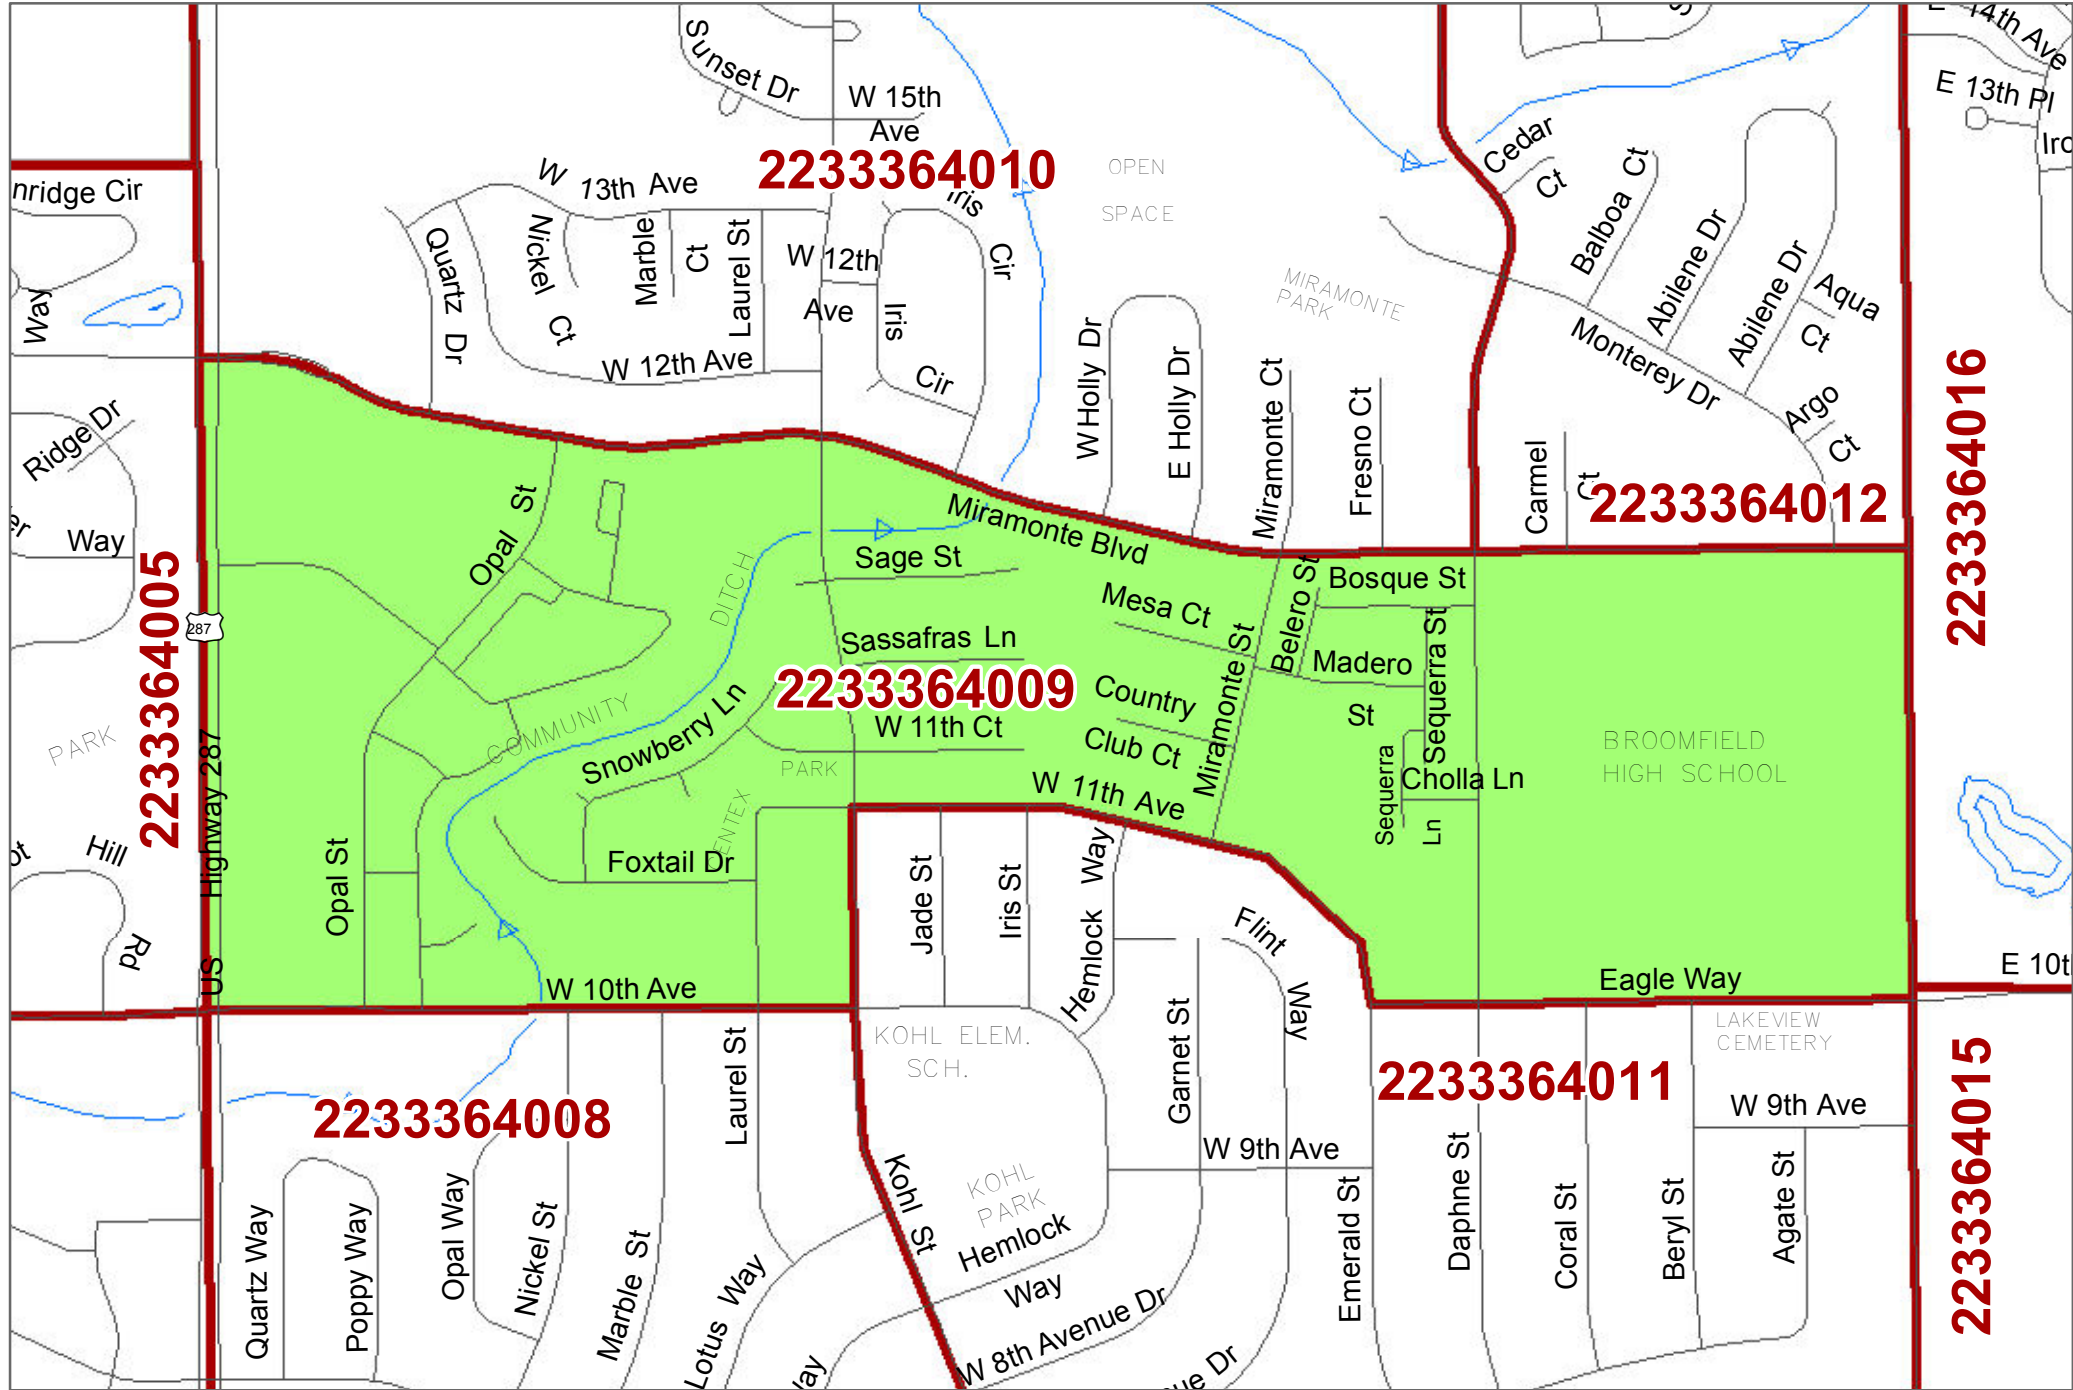 E 14th Ave
Sunset Dr
W 15th
Ave
E 13th Pl
Cedar
Ct
2233364010
OPEN
SPACE
nridge Cir
W 13th Ave
Iris
Cir
Balboa Ct
Quartz Dr
Nickel Ct
Marble
Ct
Laurel St
W 12th
Ave
Iris
Cir
Abilene Dr
Abilene Dr
Aqua
Ct
Way
MIRAMONTE
PARK
W 12th Ave
W Holly Dr
E Holly Dr
Miramonte Ct
Fresno Ct
Monterey Dr
Argo
Ct
Carmel
Ct
2233364012
2233364016
Ridge Dr
er
Way
2233364005
287
Opal St
DITCH
Miramonte Blvd
Sage St
Mesa Ct
Belero St
Bosque St
Sequerra St
Sassafras Ln
Miramonte St
Madero
St
2233364009
Country
Club Ct
W 11th Ct
Snowberry Ln
COMMUNITY
PARK
CENTEX
PARK
US Highway 287
W 11th Ave
Sequerra
Ln
Cholla Ln
BROOMFIELD
HIGH SCHOOL
ot
Hill
Rd
Opal St
Foxtail Dr
Jade St
Iris St
Hemlock Way
Flint
Way
W 10th Ave
Eagle Way
E 10t
KOHL ELEM.
SCH.
Garnet St
LAKEVIEW
CEMETERY
2233364008
Laurel St
2233364011
W 9th Ave
2233364015
W 9th Ave
Kohl St
KOHL
PARK
Hemlock
Way
Quartz Way
Poppy Way
Opal Way
Nickel St
Marble St
Lotus Way
W 8th Avenue Dr
Emerald St
Daphne St
Coral St
Beryl St
Agate St
ay
ue Dr